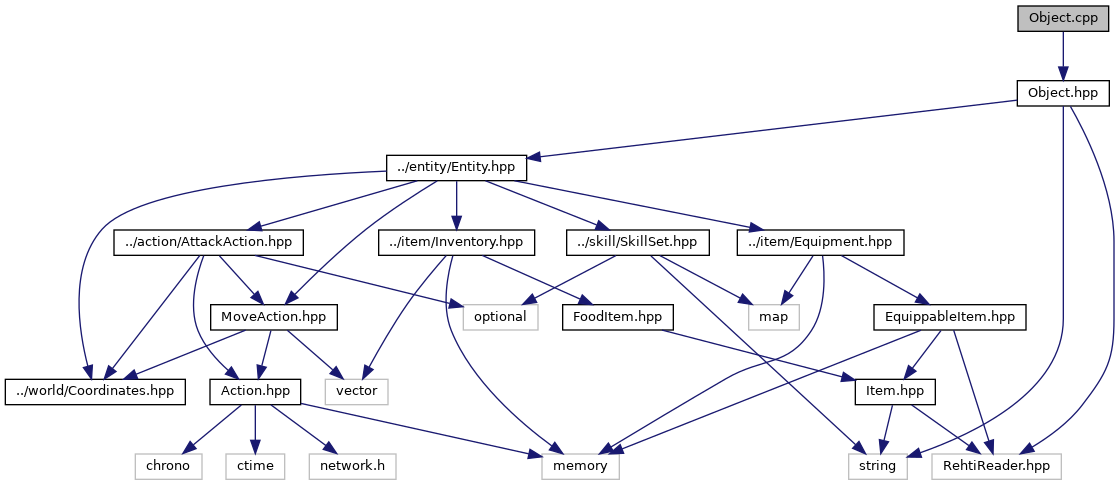 Object.cpp
Object.hpp
../entity/Entity.hpp
../action/AttackAction.hpp
../item/Inventory.hpp
../skill/SkillSet.hpp
../item/Equipment.hpp
MoveAction.hpp
optional
FoodItem.hpp
map
EquippableItem.hpp
../world/Coordinates.hpp
Action.hpp
vector
Item.hpp
chrono
ctime
network.h
memory
string
RehtiReader.hpp